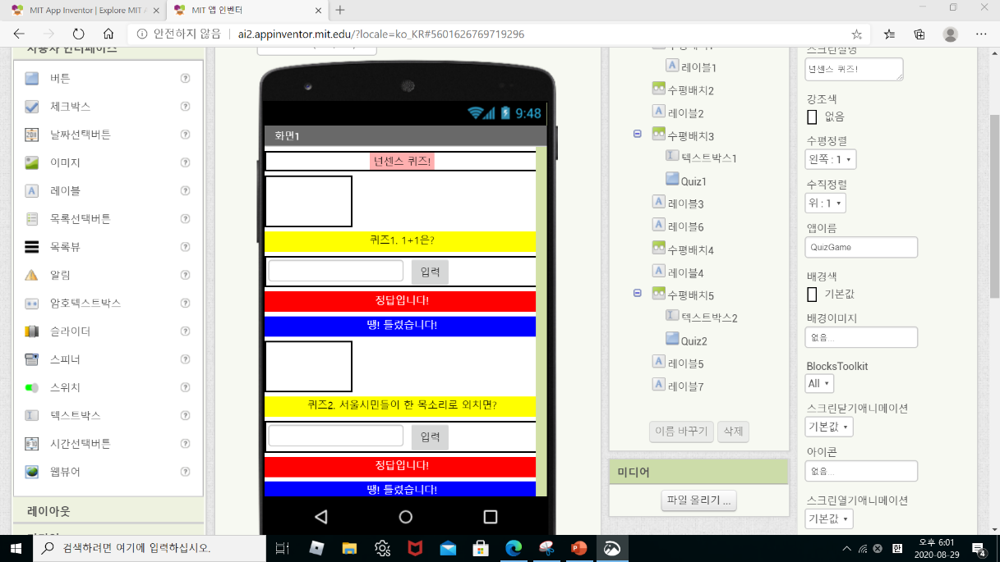 MIT App Inventor | Explore MIT A
MIT 앱 인벤터
안전하지 않음
ai2.appinventor.mit.edu/?locale=ko_KR#5601626769719296
사용자 인터페이스
버튼
체크박스
날짜선택버튼
이미지
레이블
목록선택버튼
목록뷰
알림
암호텍스트박스
슬라이더
스피너
스위치
텍스트박스
시간선택버튼
웹뷰어
레이아웃
9:48
화면1
넌센스 퀴즈!
퀴즈1. 1+1은?
입력
정답입니다!
땡! 틀렸습니다!
퀴즈2. 서울시민들이 한 목소리로 외치면?
입력
정답입니다!
땡! 틀렸습니다!
레이블1
수평배치2
레이블2
수평배치3
텍스트박스1
Quiz1
레이블3
레이블6
수평배치4
레이블4
수평배치5
텍스트박스2
Quiz2
레이블5
레이블7
이름 바꾸기
삭제
미디어
파일 올리기 ...
스크린설명
넌센스 퀴즈!
강조색
없음
수평정렬
왼쪽 : 1
수직정렬
위 : 1
앱이름
QuizGame
배경색
기본값
배경이미지
없음...
BlocksToolkit
All
스크린닫기애니메이션
기본값
아이콘
없음...
스크린열기애니메이션
기본값
검색하려면 여기에 입력하십시오.
한
오후 6:01
2020-08-29
4